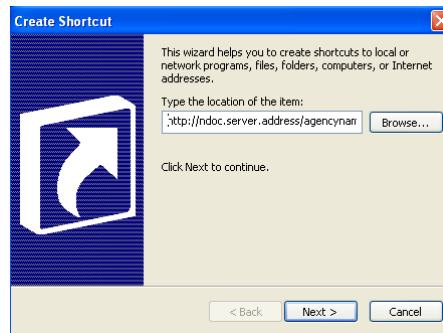 Create Shortcut
This wizard helps you to create shortcuts to local or
network programs, files, folders, computers, or Internet
addresses.
Type the location of the item:
http://ndoc.server.address/agencynam
Browse...
Click Next to continue.
< Back
Next >
Cancel